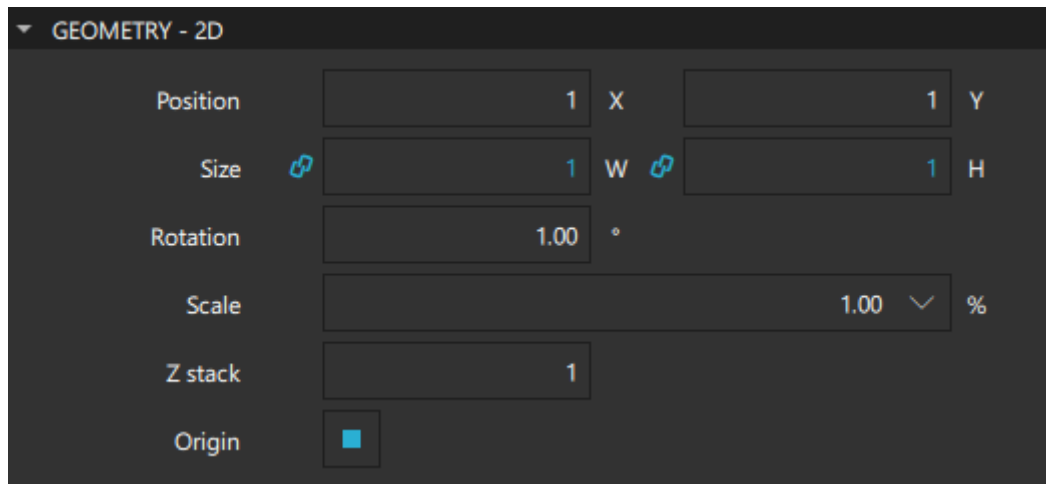 GEOMETRY - 2D
Position 1 X 1 Y
Size 1 W 1 H
Rotation 1.00 °
Scale 1.00 %
Z stack 1
Origin